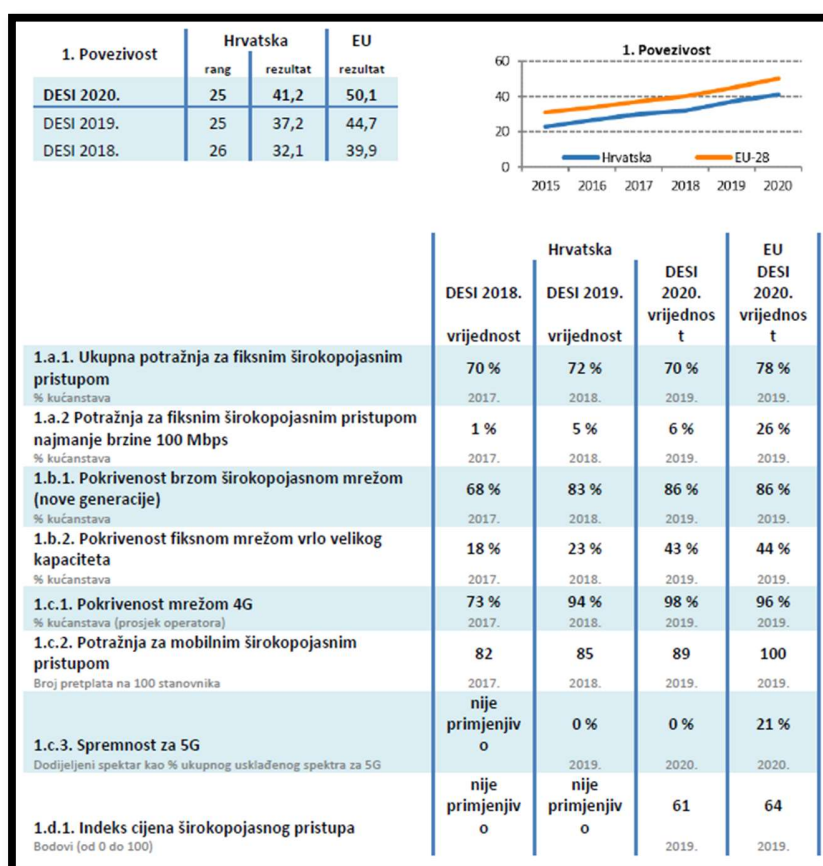 1. Povezivost
Hrvatska
EU
rang
rezultat
rezultat
DESI 2020. 25 41,2 50,1
DESI 2019. 25 37,2 44,7
DESI 2018. 26 32,1 39,9
1. Povezivost
60
40
20
0
Hrvatska
EU-28
2015 2016 2017 2018 2019 2020
Hrvatska
EU
DESI 2018.
vrijednost
DESI 2019.
vrijednost
DESI
2020.
vrijednos
t
DESI
2020.
vrijednos
t
1.a.1. Ukupna potražnja za fiksnim širokopojasnim
pristupom
70 % 72 % 70 % 78 %
% kućanstava 2017. 2018. 2019. 2019.
1.a.2 Potražnja za fiksnim širokopojasnim pristupom
najmanje brzine 100 Mbps
1 % 5 % 6 % 26 %
% kućanstava 2017. 2018. 2019. 2019.
1.b.1. Pokrivenost brzom širokopojasnom mrežom
(nove generacije)
68 % 83 % 86 % 86 %
% kućanstava 2017. 2018. 2019. 2019.
1.b.2. Pokrivenost fiksnom mrežom vrlo velikog
kapaciteta
18 % 23 % 43 % 44 %
% kućanstava 2017. 2018. 2019. 2019.
1.c.1. Pokrivenost mrežom 4G 73 % 94 % 98 % 96 %
% kućanstava (prosjek operatora) 2017. 2018. 2019. 2019.
1.c.2. Potražnja za mobilnim širokopojasnim
pristupom
82 85 89 100
Broj pretplata na 100 stanovnika 2017. 2018. 2019. 2019.
nije
primjenjiv
o
0 % 0 % 21 %
1.c.3. Spremnost za 5G
Dodijeljeni spektar kao % ukupnog usklađenog spektra za 5G 2019. 2020. 2020.
nije
primjenjiv
o
nije
primjenjiv
o
61 64
1.d.1. Indeks cijena širokopojasnog pristupa
Bodovi (od 0 do 100) 2019. 2019.